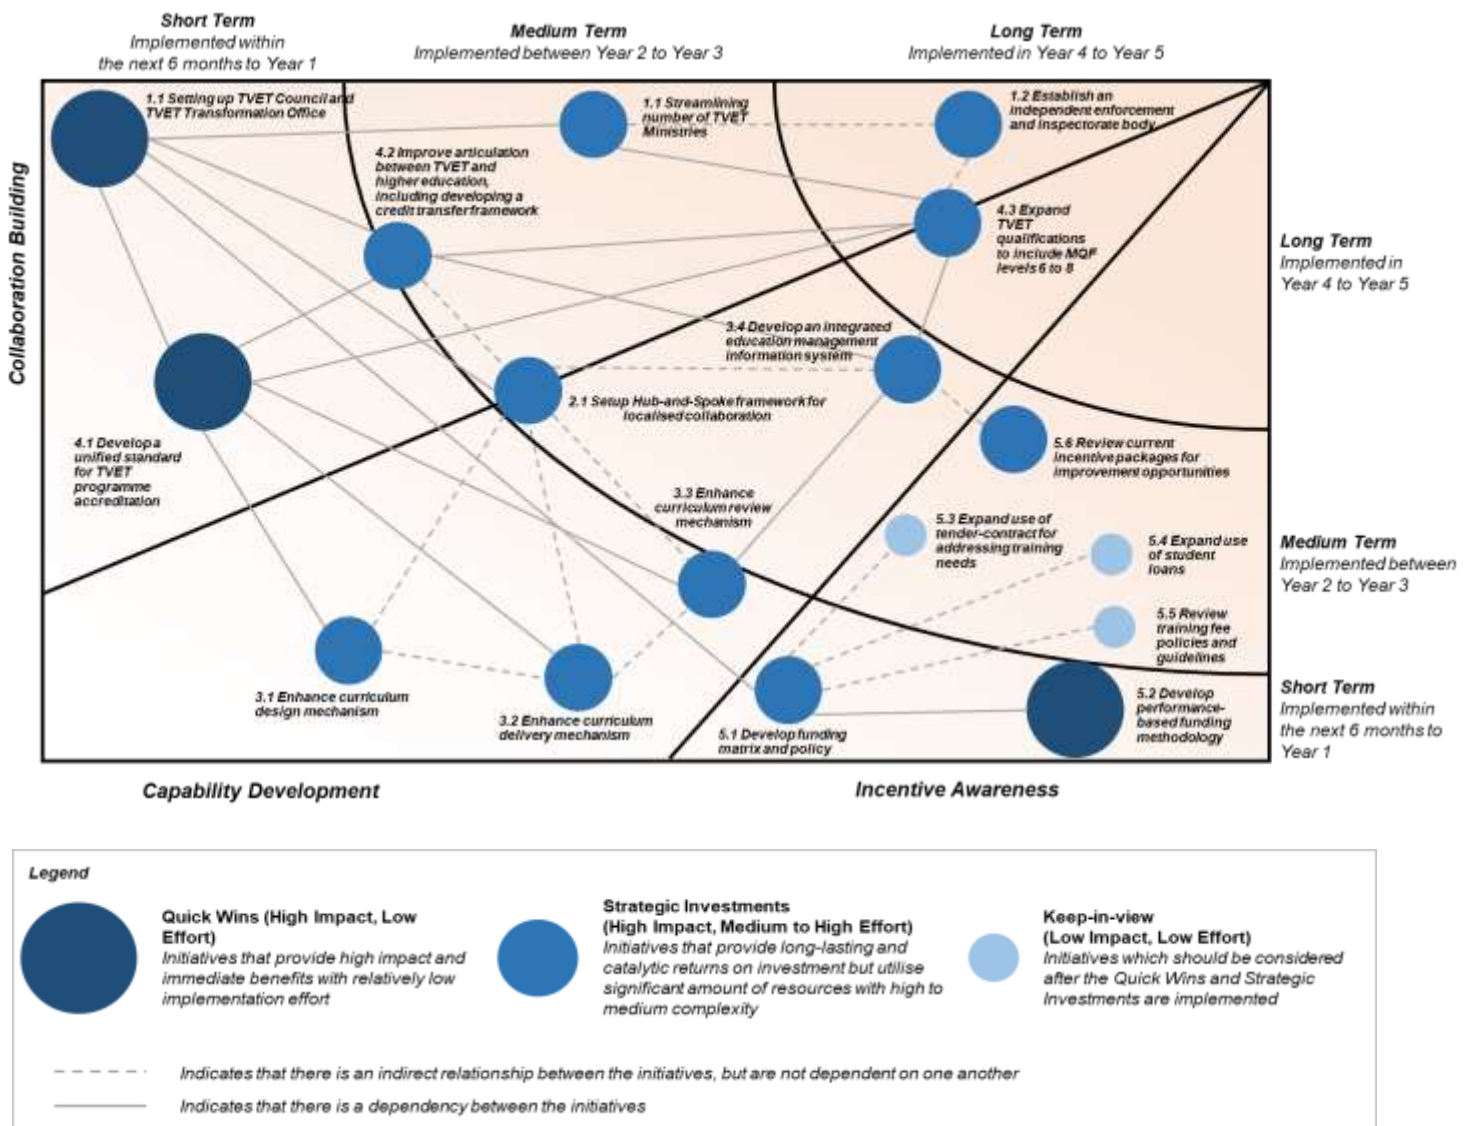 Short Term
Implemented within
the next 6 months to Year 1
Medium Term
Implemented between Year 2 to Year 3
Long Term
Implemented in Year 4 to Year 5
Collaboration Building
1.1 Setting up TVET Council and
TVET Transformation Office
1.1 Streamlining
number of TVET
Ministries
1.2 Establish an
independent enforcement
and inspectorate body
4.2 Improve articulation
between TVET and
higher education,
including developing a
credit transfer framework
4.3 Expand
TVET
qualifications
to include MQF
levels 6 to 8
3.4 Develop an integrated
education management
information system
2.1 Setup Hub-and-Spoke framework for
localised collaboration
4.1 Develop a
unified standard
for TVET
programme
accreditation
5.6 Review current
incentive packages for
improvement opportunities
3.3 Enhance
curriculum review
mechanism
5.3 Expand use of
tender-contract for
addressing training
needs
5.4 Expand use
of student
loans
5.5 Review
training fee
policies and
guidelines
3.1 Enhance curriculum
design mechanism
3.2 Enhance curriculum
delivery mechanism
5.1 Develop funding
matrix and policy
5.2 Develop
performance-
based funding
methodology
Long Term
Implemented in
Year 4 to Year 5
Medium Term
Implemented between
Year 2 to Year 3
Short Term
Implemented within
the next 6 months to
Year 1
Capability Development
Incentive Awareness
Legend
Quick Wins (High Impact, Low
Effort)
Initiatives that provide high impact and
immediate benefits with relatively low
implementation effort
Strategic Investments
(High Impact, Medium to High Effort)
Initiatives that provide long-lasting and
catalytic returns on investment but utilise
significant amount of resources with high to
medium complexity
Keep-in-view
(Low Impact, Low Effort)
Initiatives which should be considered
after the Quick Wins and Strategic
Investments are implemented
Indicates that there is an indirect relationship between the initiatives, but are not dependent on one another
Indicates that there is a dependency between the initiatives